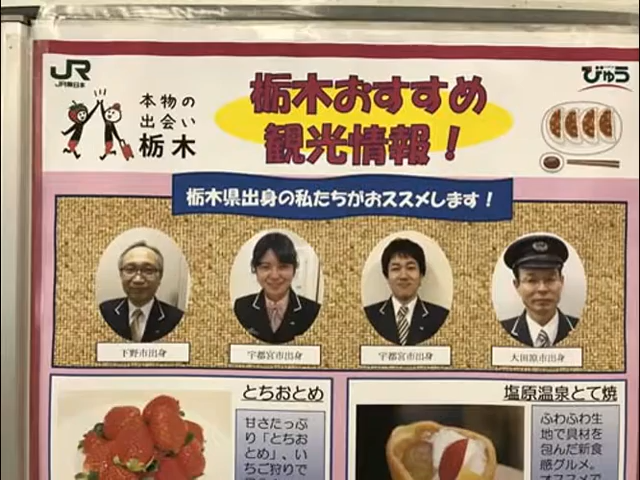 JR
JR東日本
びゅう
本物の
出会い
栃木
栃木おすすめ
観光情報！
栃木県出身の私たちがおススメします！
下野市出身
宇都宮市出身
宇都宮市出身
大田原市出身
とちおとめ
甘さたっぷ
り「とちお
とめ」、い
ちご狩りで
塩原温泉とて焼
ふわふわ生
地で具材を
包んだ新食
感グルメ。
オススメで